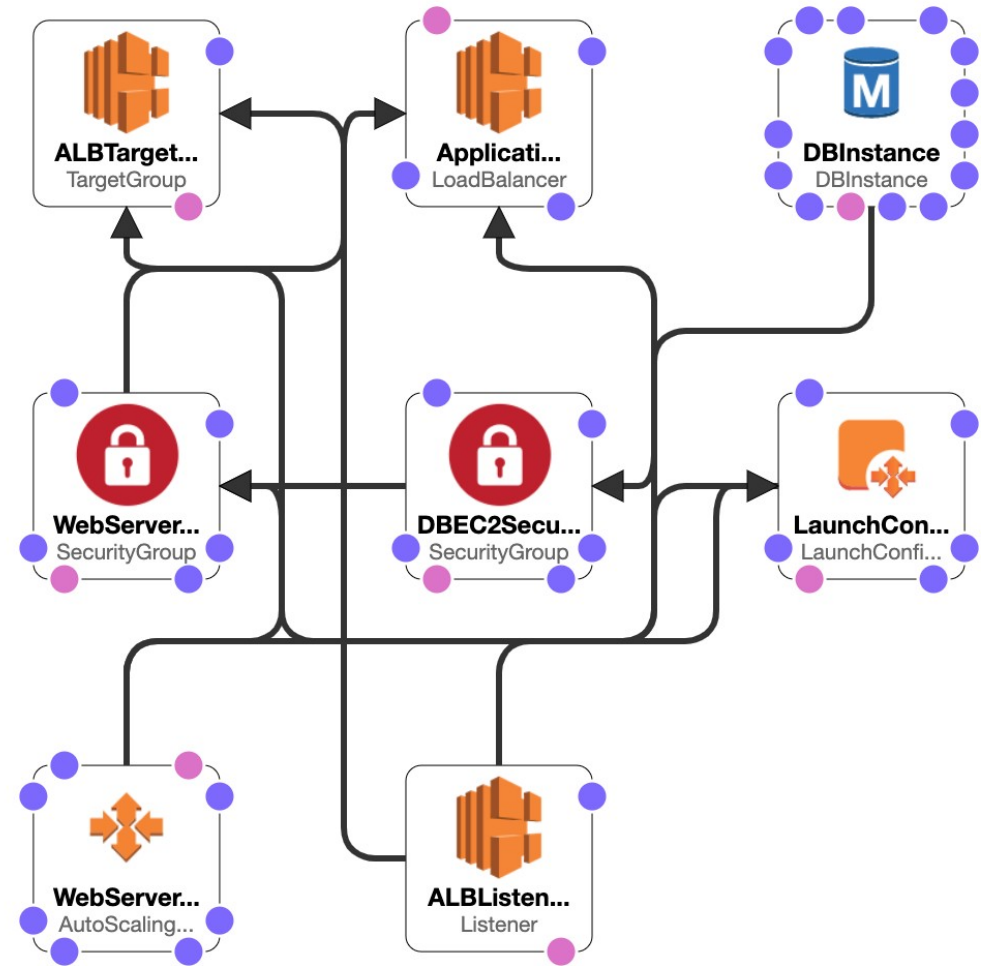 ALBTarget...
TargetGroup
Applicati...
LoadBalancer
M
DBInstance
DBInstance
WebServer...
SecurityGroup
DBEC2Secu...
SecurityGroup
LaunchCon...
LaunchConfi...
WebServer...
AutoScaling...
ALBListen...
Listener